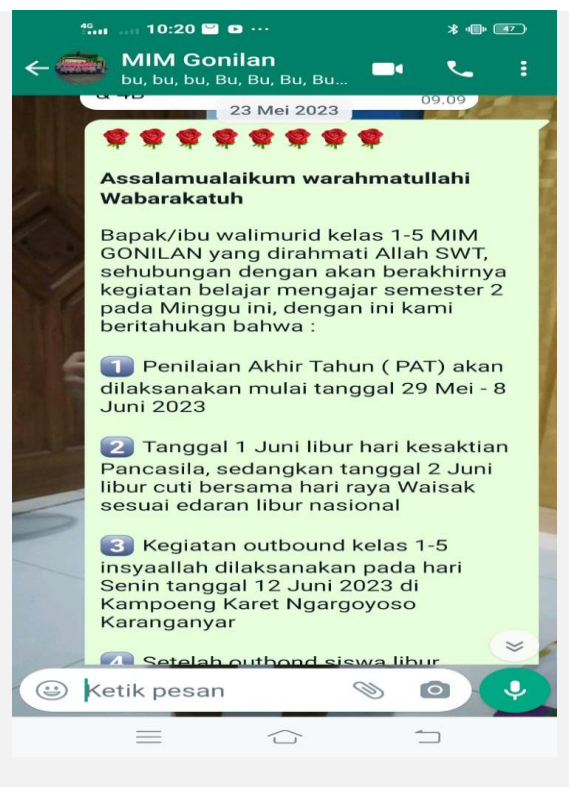 4G 10:20 ... 47
MIM Gonilan
bu, bu, bu, Bu, Bu, Bu, Bu...
& 4B
09.09
23 Mei 2023
Assalamualaikum warahmatullahi
Wabarakatuh
Bapak/ibu walimurid kelas 1-5 MIM
GONILAN yang dirahmati Allah SWT,
sehubungan dengan akan berakhirnya
kegiatan belajar mengajar semester 2
pada Minggu ini, dengan ini kami
beritahukan bahwa :
1 Penilaian Akhir Tahun ( PAT) akan
dilaksanakan mulai tanggal 29 Mei - 8
Juni 2023
2 Tanggal 1 Juni libur hari kesaktian
Pancasila, sedangkan tanggal 2 Juni
libur cuti bersama hari raya Waisak
sesuai edaran libur nasional
3 Kegiatan outbound kelas 1-5
insyaallah dilaksanakan pada hari
Senin tanggal 12 Juni 2023 di
Kampoeng Karet Ngargoyoso
Karanganyar
4 Setelah outbond siswa libur
Ketik pesan